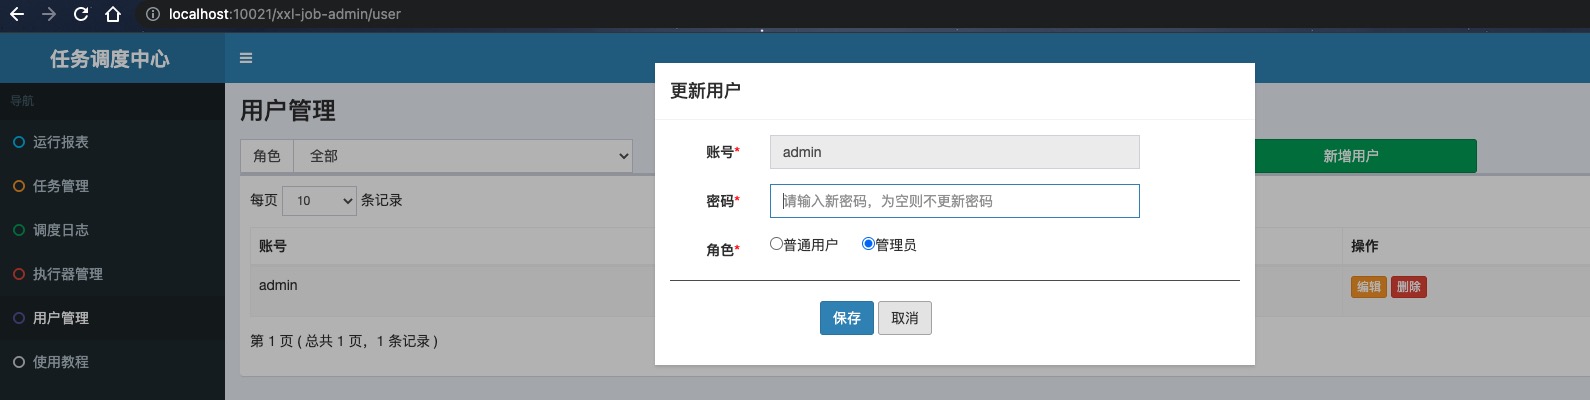 localhost:10021/xxl-job-admin/user
任务调度中心
导航
运行报表
任务管理
调度日志
执行器管理
用户管理
使用教程
用户管理
角色 全部
新增用户
每页 10 条记录
账号 操作
admin 编辑 删除
第 1 页 ( 总共 1 页，1 条记录 )
更新用户
账号* admin
密码* 请输入新密码，为空则不更新密码
角色* 普通用户 管理员
保存 取消